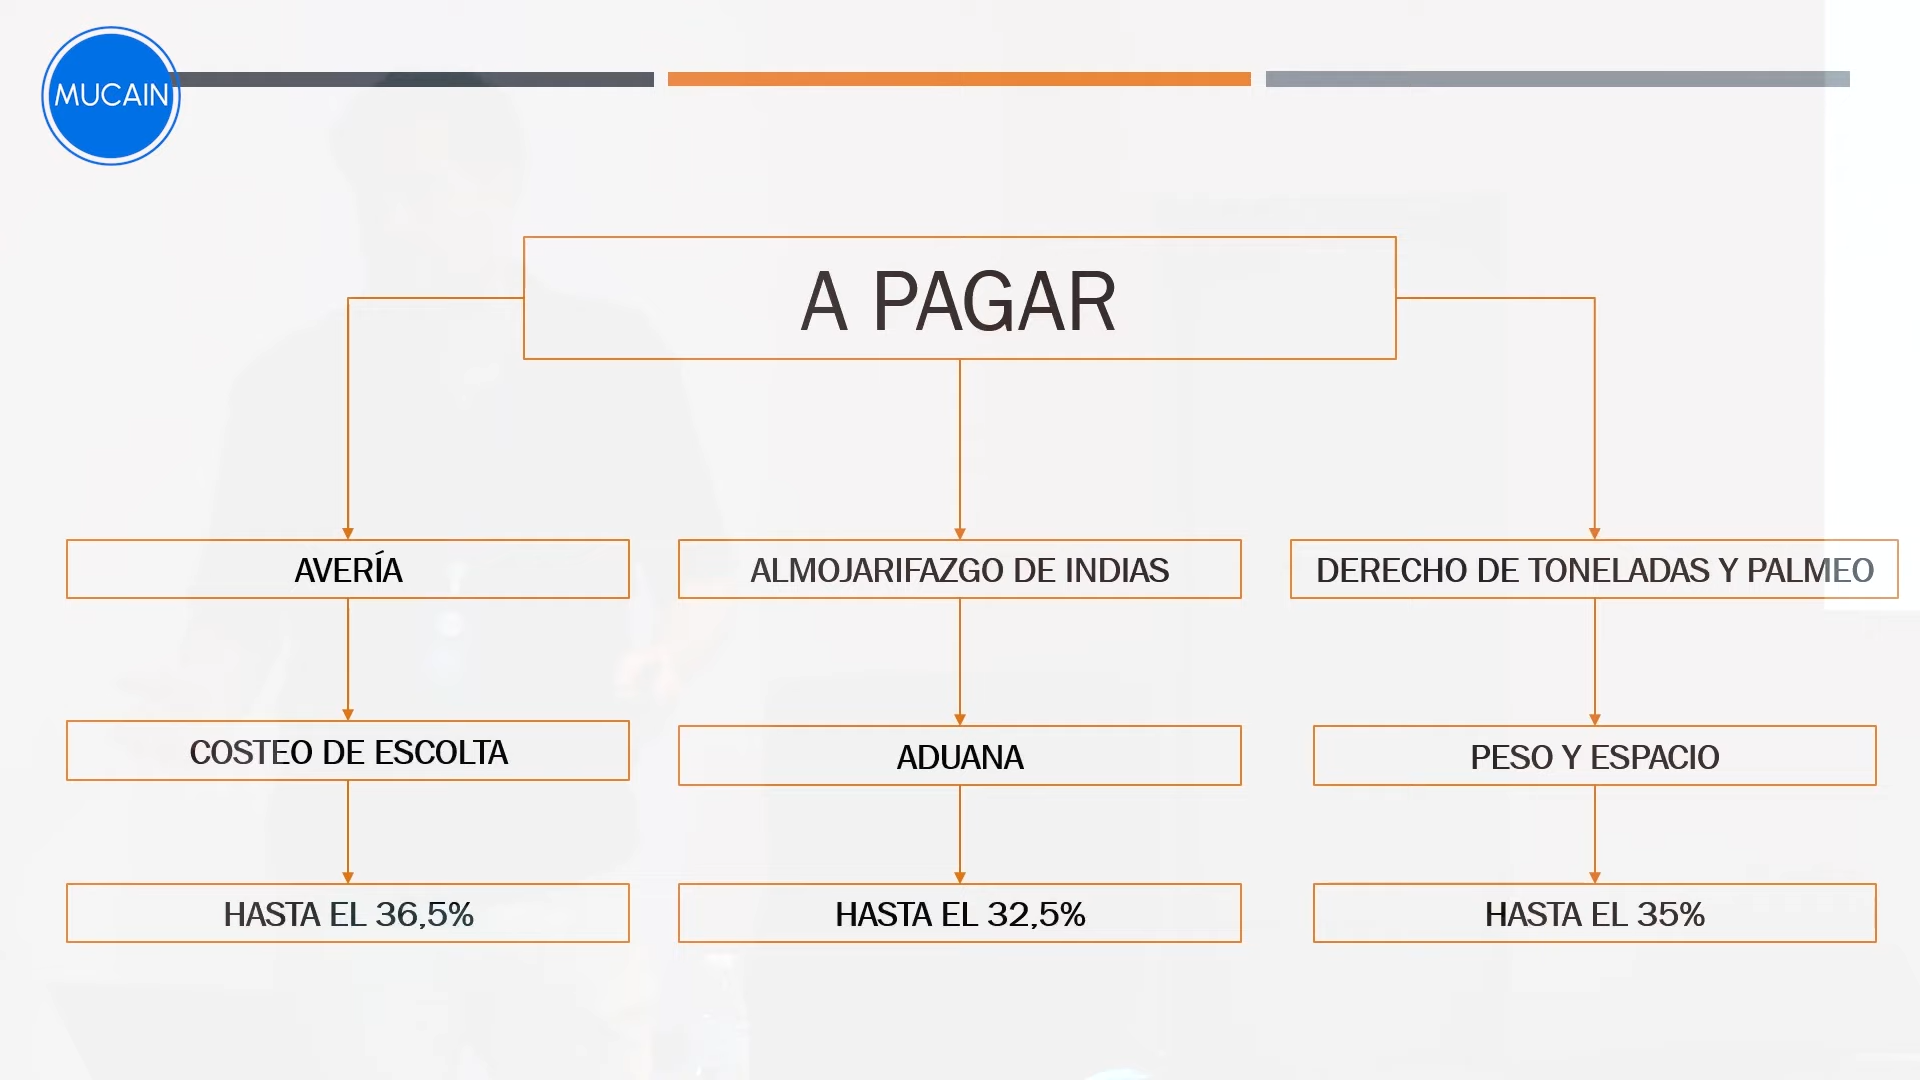 MUCAIN
A PAGAR
AVERÍA
ALMOJARIFAZGO DE INDIAS
DERECHO DE TONELADAS Y PALMEO
COSTEO DE ESCOLTA
ADUANA
PESO Y ESPACIO
HASTA EL 36,5%
HASTA EL 32,5%
HASTA EL 35%